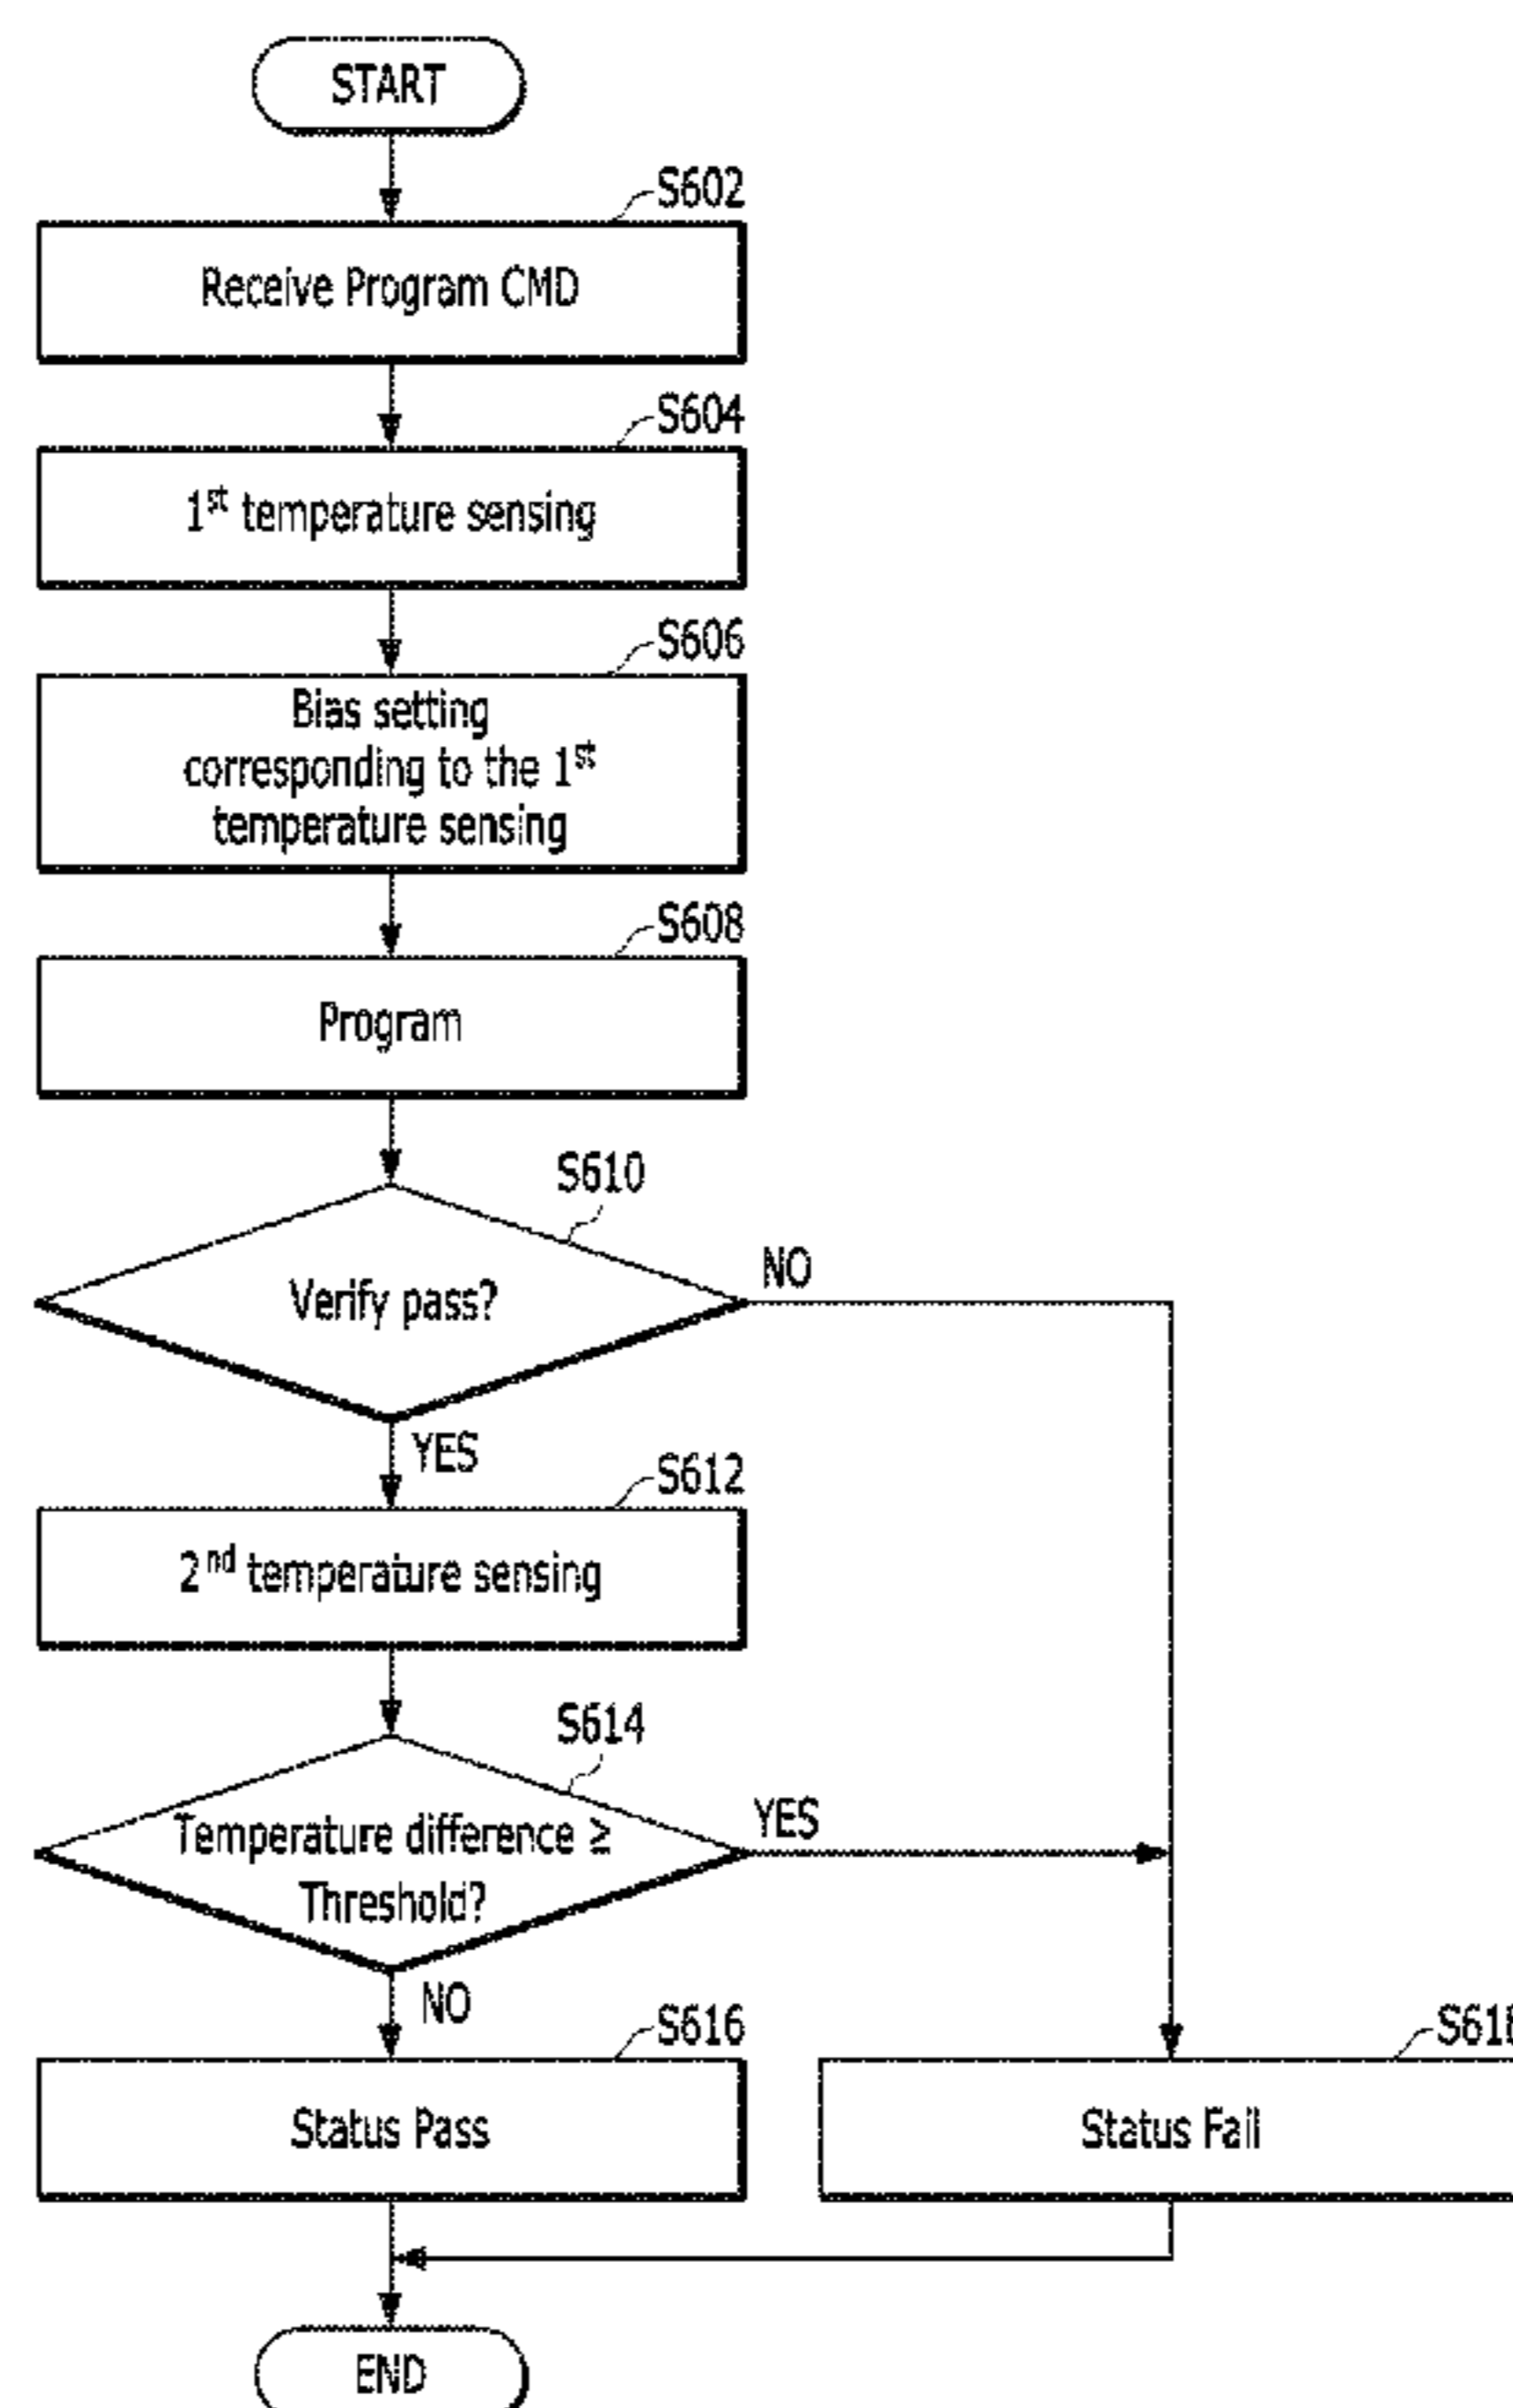 START
S602
Receive Program CMD
S604
1st temperature sensing
S606
Bias setting
corresponding to the 1st
temperature sensing
S608
Program
S610
Verify pass?
NO
YES
S612
2nd temperature sensing
S614
Temperature difference ≥
Threshold?
YES
NO
S616
Status Pass
Status Fail
END